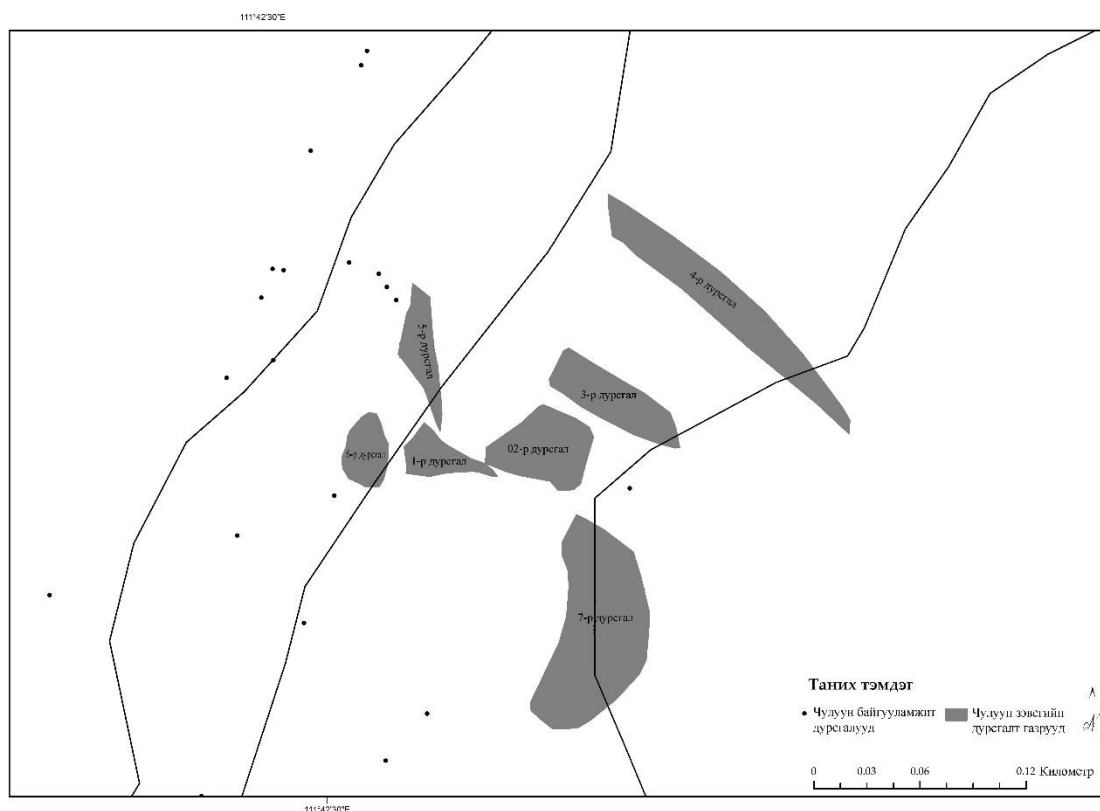 111°42'30"E
4-р дурсгал
5-р дурсгал
3-р дурсгал
02-р дурсгал
6-р дурсгал
1-р дурсгал
7-р дурсгал
Таних тэмдэг
Чулуун байгууламжит
дурсгалууд
Чулуун зэвсгийн
дурсгалт газрууд
N
0 0.03 0.06 0.12 Километр
111°42'30"E